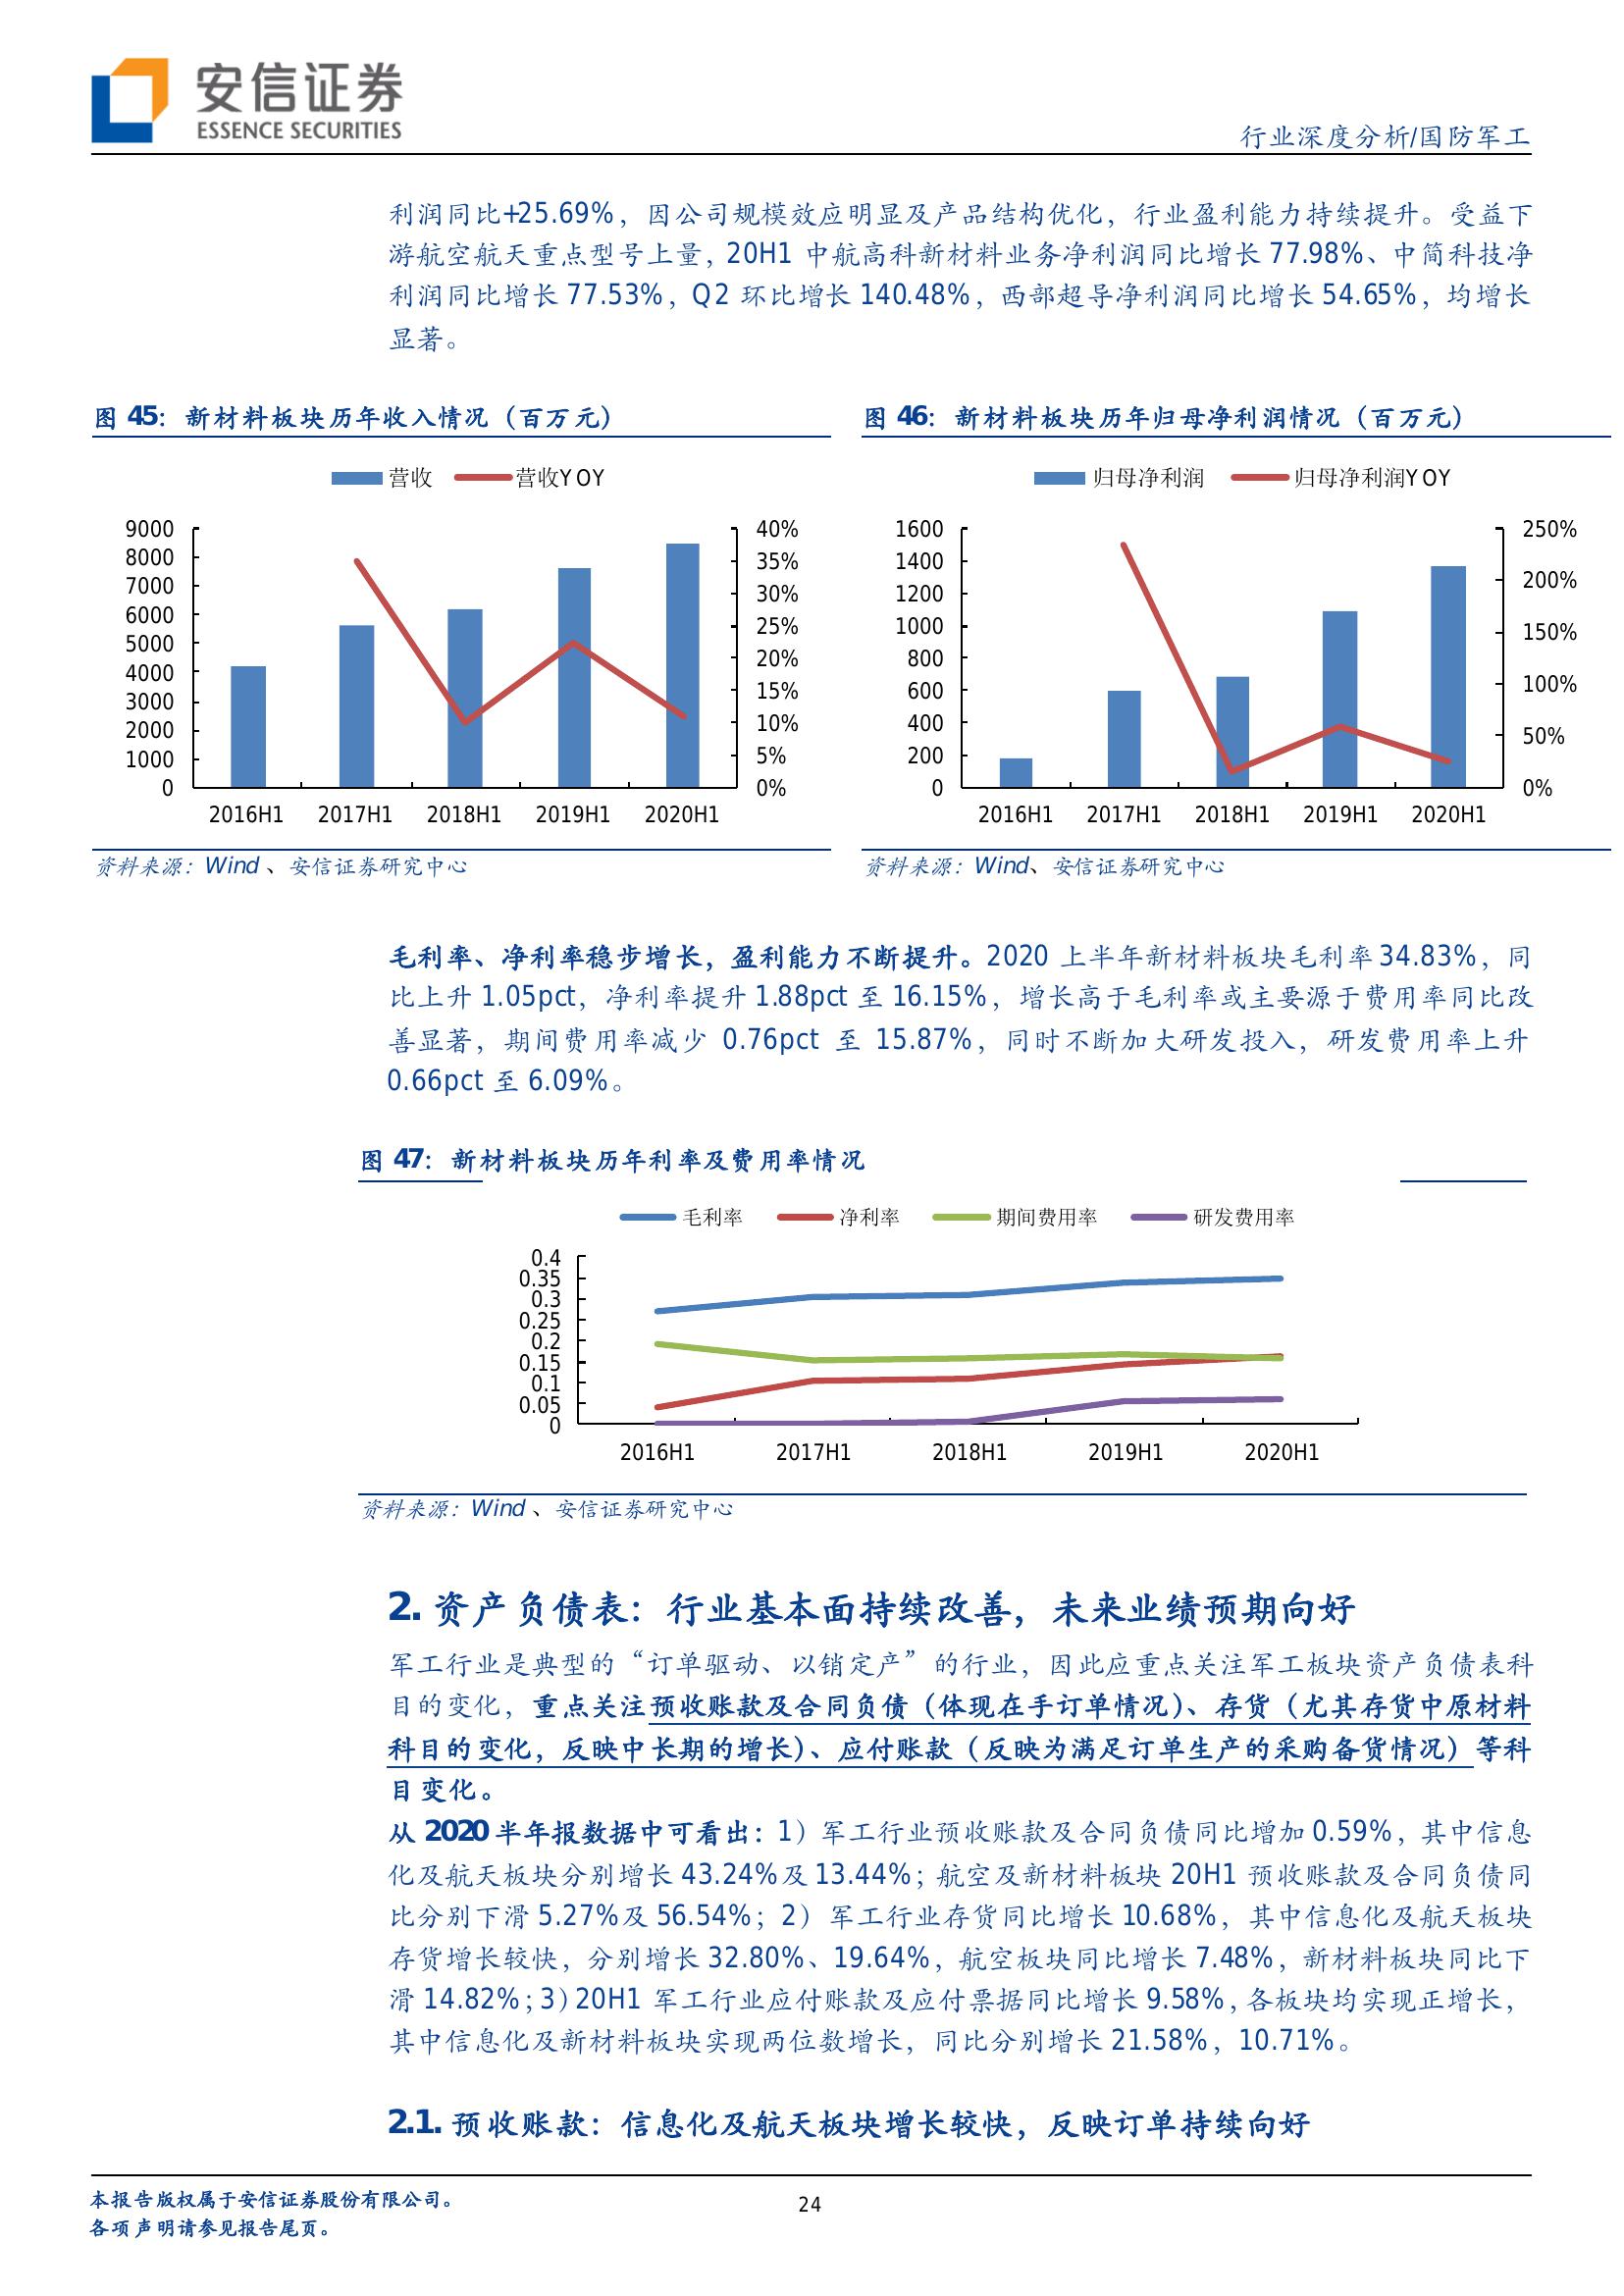 安信证券
ESSENCE SECURITIES
行业深度分析/国防军工
利润同比+25.69%，因公司规模效应明显及产品结构优化，行业盈利能力持续提升。受益下
游航空航天重点型号上量，20H1 中航高科新材料业务净利润同比增长 77.98%、中简科技净
利润同比增长 77.53%，Q2 环比增长 140.48%，西部超导净利润同比增长 54.65%，均增长
显著。
图 45：新材料板块历年收入情况（百万元）
营收 营收YOY
9000
8000
7000
6000
5000
4000
3000
2000
1000
0
40%
35%
30%
25%
20%
15%
10%
5%
0%
2016H1 2017H1 2018H1 2019H1 2020H1
资料来源：Wind 、安信证券研究中心
图 46：新材料板块历年归母净利润情况（百万元）
归母净利润 归母净利润YOY
1600
1400
1200
1000
800
600
400
200
0
250%
200%
150%
100%
50%
0%
2016H1 2017H1 2018H1 2019H1 2020H1
资料来源：Wind、安信证券研究中心
毛利率、净利率稳步增长，盈利能力不断提升。2020 上半年新材料板块毛利率 34.83%，同
比上升 1.05pct，净利率提升 1.88pct 至 16.15%，增长高于毛利率或主要源于费用率同比改
善显著，期间费用率减少 0.76pct 至 15.87%，同时不断加大研发投入，研发费用率上升
0.66pct 至 6.09%。
图 47：新材料板块历年利率及费用率情况
毛利率 净利率 期间费用率 研发费用率
0.4
0.35
0.3
0.25
0.2
0.15
0.1
0.05
0
2016H1 2017H1 2018H1 2019H1 2020H1
资料来源：Wind 、安信证券研究中心
2. 资产负债表：行业基本面持续改善，未来业绩预期向好
军工行业是典型的“订单驱动、以销定产”的行业，因此应重点关注军工板块资产负债表科
目的变化，重点关注预收账款及合同负债（体现在手订单情况）、存货（尤其存货中原材料
科目的变化，反映中长期的增长）、应付账款（反映为满足订单生产的采购备货情况）等科
目变化。
从 2020 半年报数据中可看出：1）军工行业预收账款及合同负债同比增加 0.59%，其中信息
化及航天板块分别增长 43.24%及 13.44%；航空及新材料板块 20H1 预收账款及合同负债同
比分别下滑 5.27%及 56.54%；2） 军工行业存货同比增长 10.68%，其中信息化及航天板块
存货增长较快，分别增长 32.80%、19.64%，航空板块同比增长 7.48%，新材料板块同比下
滑 14.82%；3）20H1 军工行业应付账款及应付票据同比增长 9.58%，各板块均实现正增长，
其中信息化及新材料板块实现两位数增长，同比分别增长 21.58%，10.71%。
2.1. 预收账款：信息化及航天板块增长较快，反映订单持续向好
本报告版权属于安信证券股份有限公司。
各项声明请参见报告尾页。
24